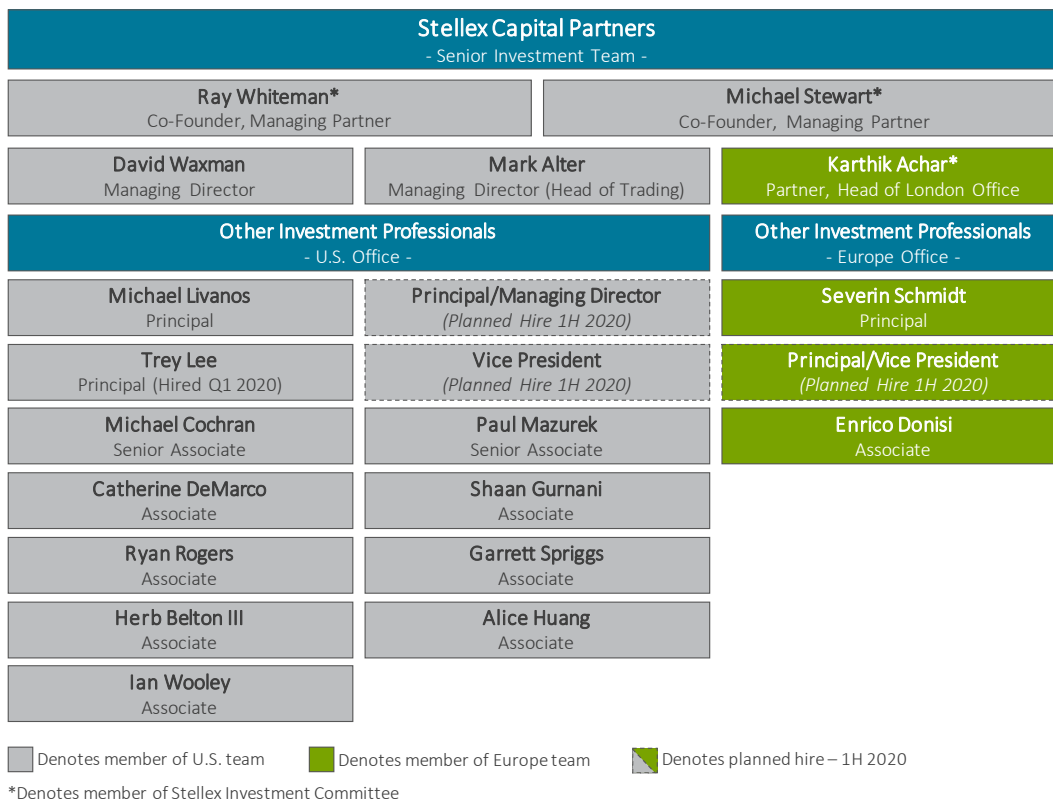 Stellex Capital Partners
- Senior Investment Team -
Ray Whiteman*
Co-Founder, Managing Partner
Michael Stewart*
Co-Founder, Managing Partner
David Waxman
Managing Director
Mark Alter
Managing Director (Head of Trading)
Karthik Achar*
Partner, Head of London Office
Other Investment Professionals
- U.S. Office -
Other Investment Professionals
- Europe Office -
Michael Livanos
Principal
Principal/Managing Director
(Planned Hire 1H 2020)
Severin Schmidt
Principal
Trey Lee
Principal (Hired Q1 2020)
Vice President
(Planned Hire 1H 2020)
Principal/Vice President
(Planned Hire 1H 2020)
Michael Cochran
Senior Associate
Paul Mazurek
Senior Associate
Enrico Donisi
Associate
Catherine DeMarco
Associate
Shaan Gurnani
Associate
Ryan Rogers
Associate
Garrett Spriggs
Associate
Herb Belton III
Associate
Alice Huang
Associate
Ian Wooley
Associate
Denotes member of U.S. team
Denotes member of Europe team
Denotes planned hire – 1H 2020
*Denotes member of Stellex Investment Committee